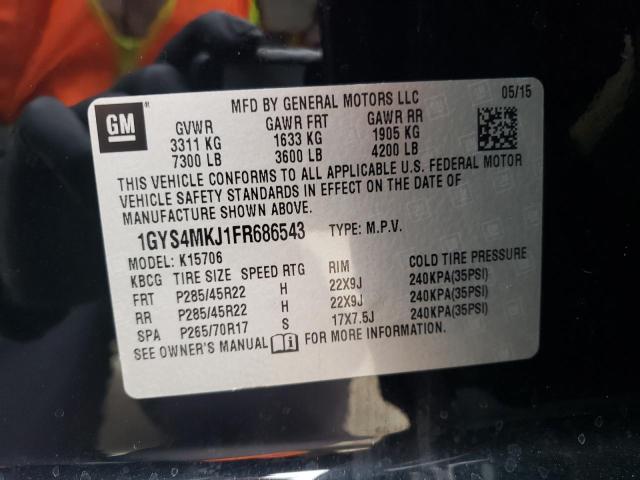 GM
MFD BY GENERAL MOTORS LLC 05/15
GVWR GAWR FRT GAWR RR
3311 KG 1633 KG 1905 KG
7300 LB 3600 LB 4200 LB
THIS VEHICLE CONFORMS TO ALL APPLICABLE U.S. FEDERAL MOTOR
VEHICLE SAFETY STANDARDS IN EFFECT ON THE DATE OF
MANUFACTURE SHOWN ABOVE.
1GYS4MKJ1FR686543 TYPE: M.P.V.
MODEL: K15706
KBCG TIRE SIZE SPEED RTG RIM COLD TIRE PRESSURE
FRT P285/45R22 H 22X9J 240KPA(35PSI)
RR P285/45R22 H 22X9J 240KPA(35PSI)
SPA P265/70R17 S 17X7.5J 240KPA(35PSI)
SEE OWNER'S MANUAL i FOR MORE INFORMATION.